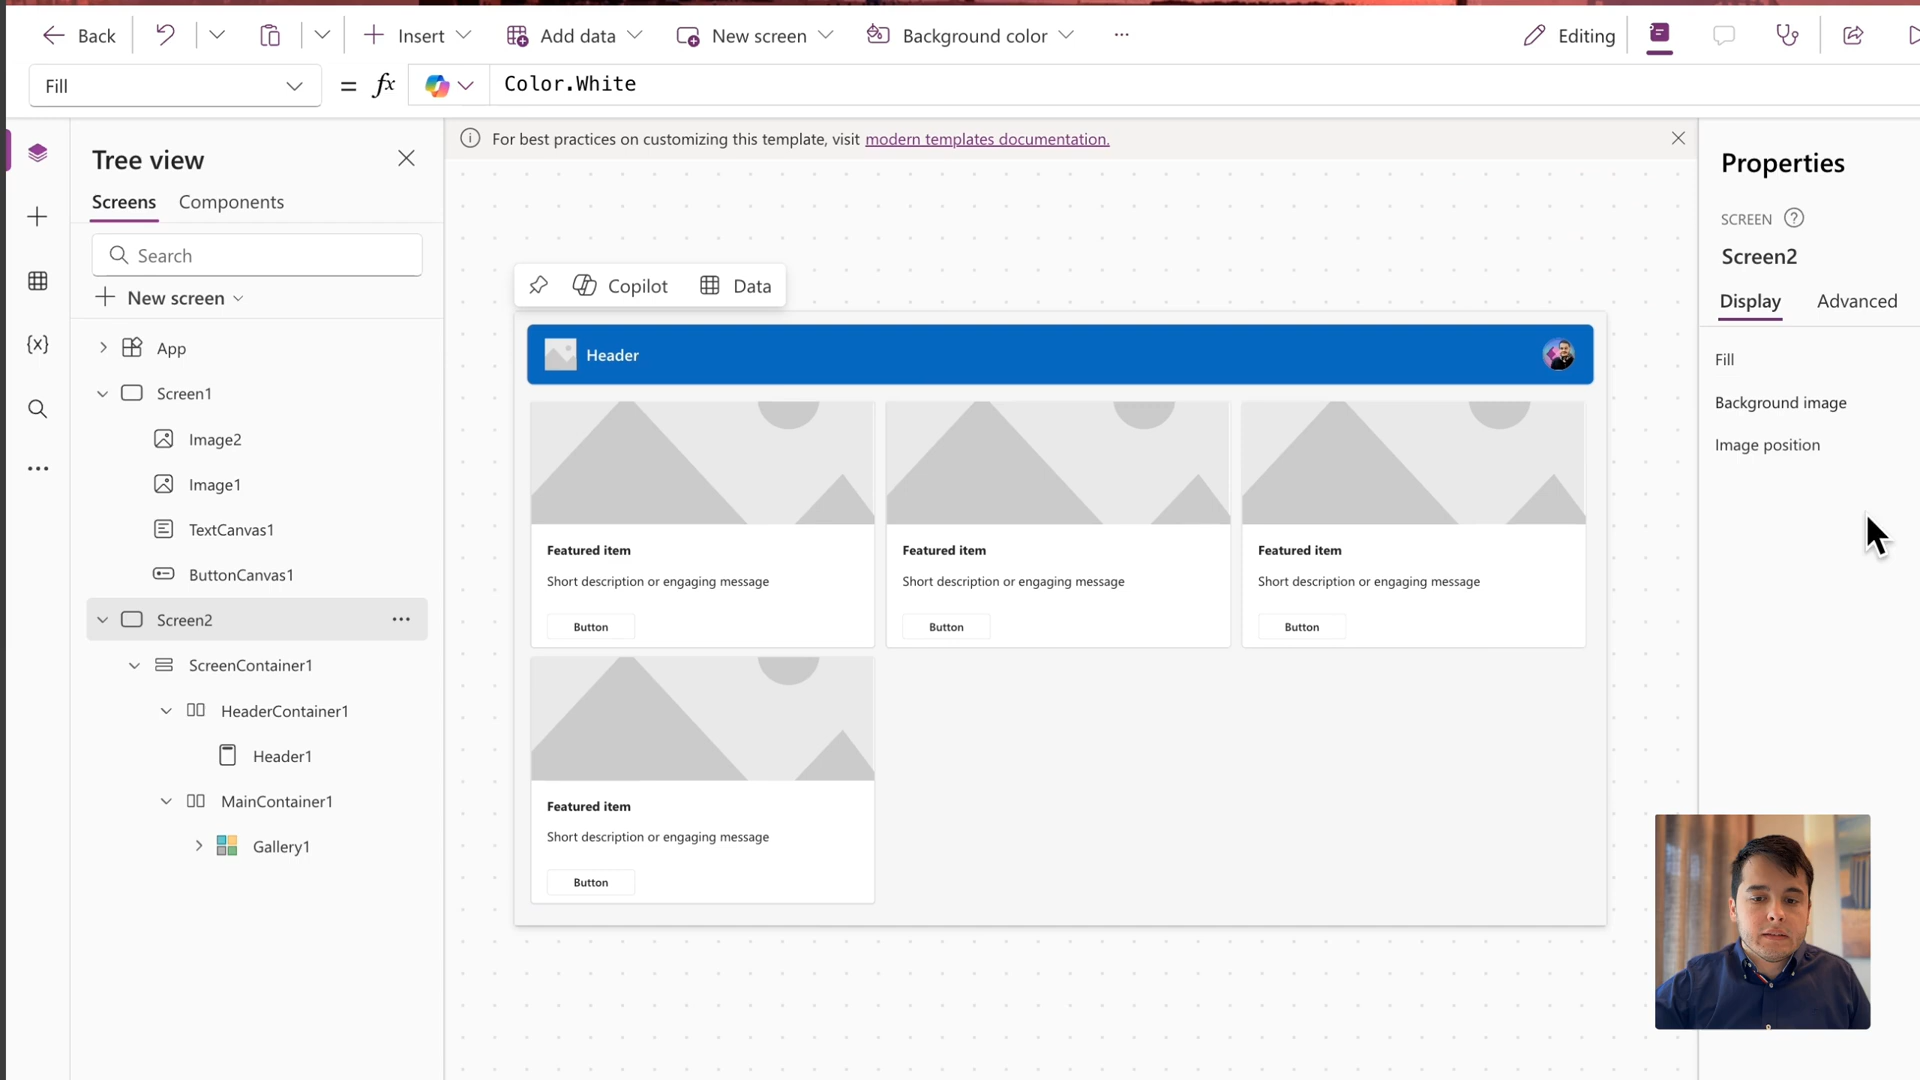 Back
Insert
Add data
New screen
Background color
Editing
Fill
= fx
Color.White
Tree view
Screens
Components
Search
New screen
App
Screen1
Image2
Image1
TextCanvas1
ButtonCanvas1
Screen2
ScreenContainer1
HeaderContainer1
Header1
MainContainer1
Gallery1
{x}
For best practices on customizing this template, visit modern templates documentation.
Copilot
Data
Header
Featured item
Short description or engaging message
Button
Featured item
Short description or engaging message
Button
Featured item
Short description or engaging message
Button
Featured item
Short description or engaging message
Button
Properties
SCREEN
Screen2
Display
Advanced
Fill
Background image
Image position